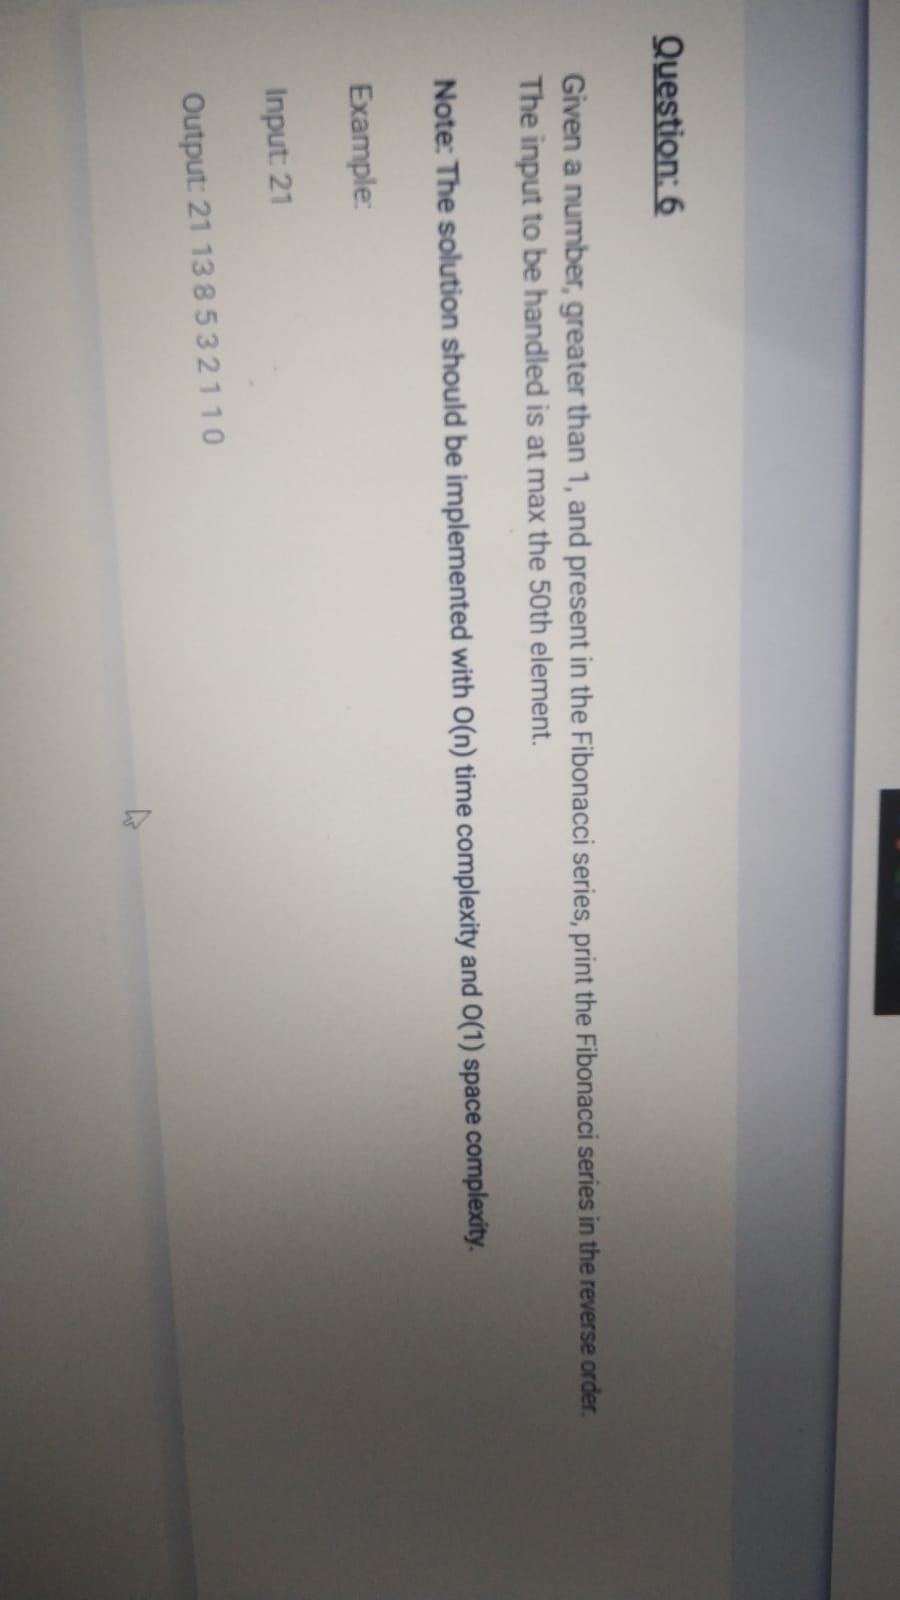 Question: 6
Given a number, greater than 1, and present in the Fibonacci series, print the Fibonacci series in the reverse order.
The input to be handled is at max the 50th element.
Note: The solution should be implemented with O(n) time complexity and O(1) space complexity.
Example:
Input: 21
Output: 21 13 8 5 3 2 1 1 0